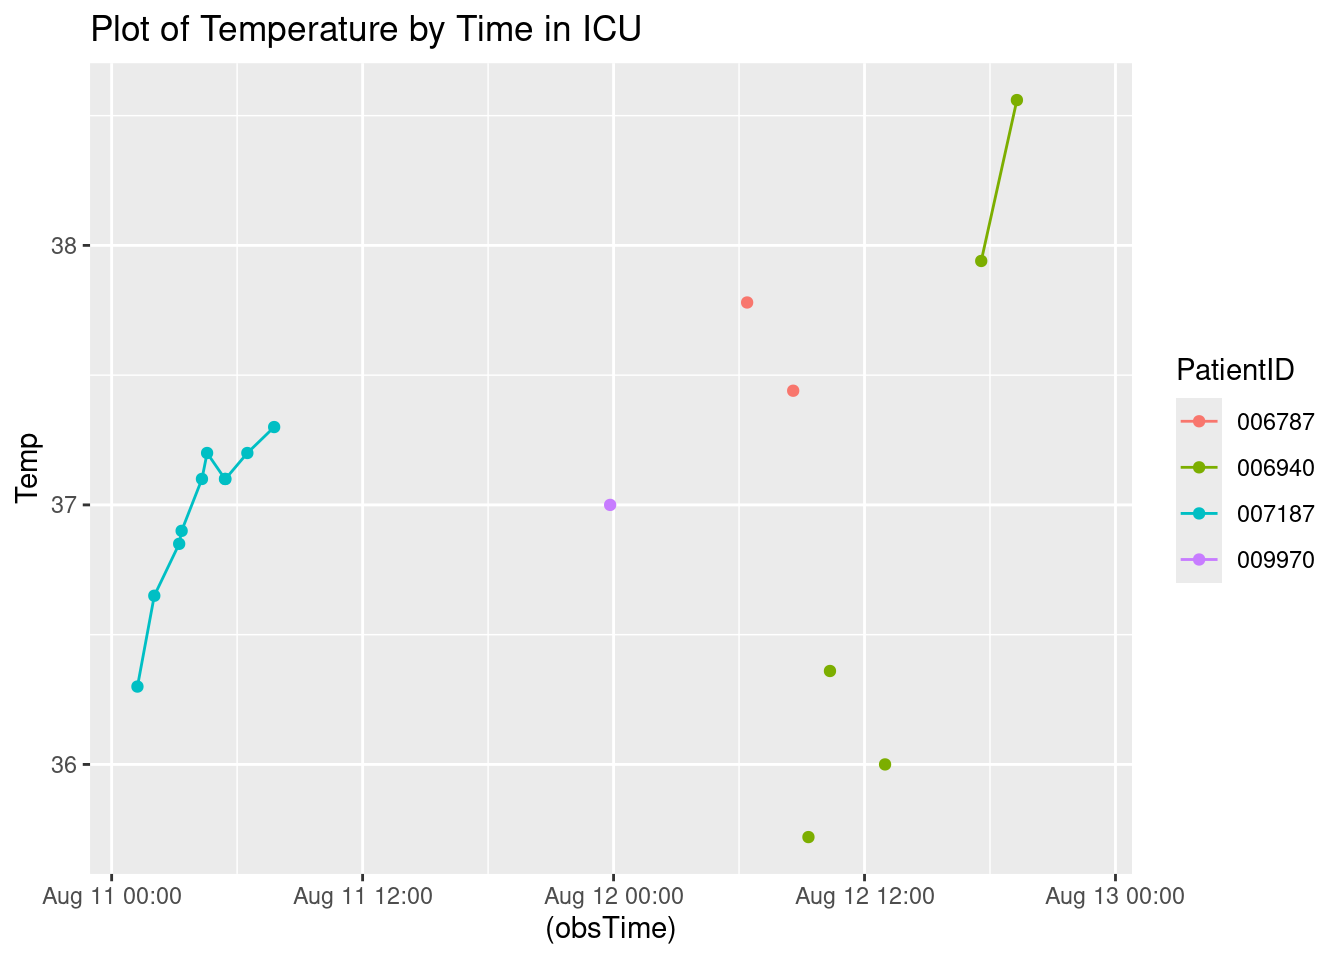 Plot of Temperature by Time in ICU
38
37
36
Temp
Aug 11 00:00
Aug 11 12:00
Aug 12 00:00
Aug 12 12:00
Aug 13 00:00
(obsTime)
PatientID
006787
006940
007187
009970